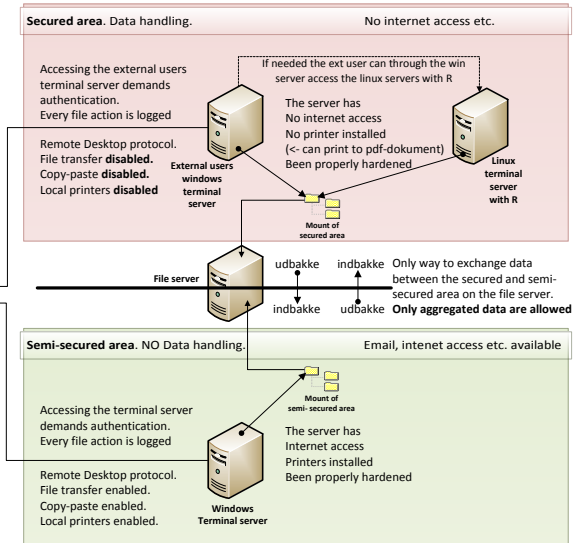 Secured area. Data handling. No internet access etc.
If needed the ext user can through the win
server access the linux servers with R
Accessing the external users
terminal server demands
authentication.
Every file action is logged
Remote Desktop protocol.
File transfer disabled.
Copy-paste disabled.
Local printers disabled
External users
windows
terminal
server
The server has
No internet access
No printer installed
(<- can print to pdf-dokument)
Been properly hardened
Linux
terminal
server
with R
Mount of
secured area
File server
udbakke
indbakke
indbakke
udbakke
Only way to exchange data
between the secured and semi-
secured area on the file server.
Only aggregated data are allowed
Semi-secured area. NO Data handling. Email, intenet access etc. available
Mount of
semi- secured area
Accessing the terminal server
demands authentication.
Every file action is logged
Remote Desktop protocol.
File transfer enabled.
Copy-paste enabled.
Local printers enabled.
Windows
Terminal server
The server has
Internet access
Printers installed
Been properly hardened